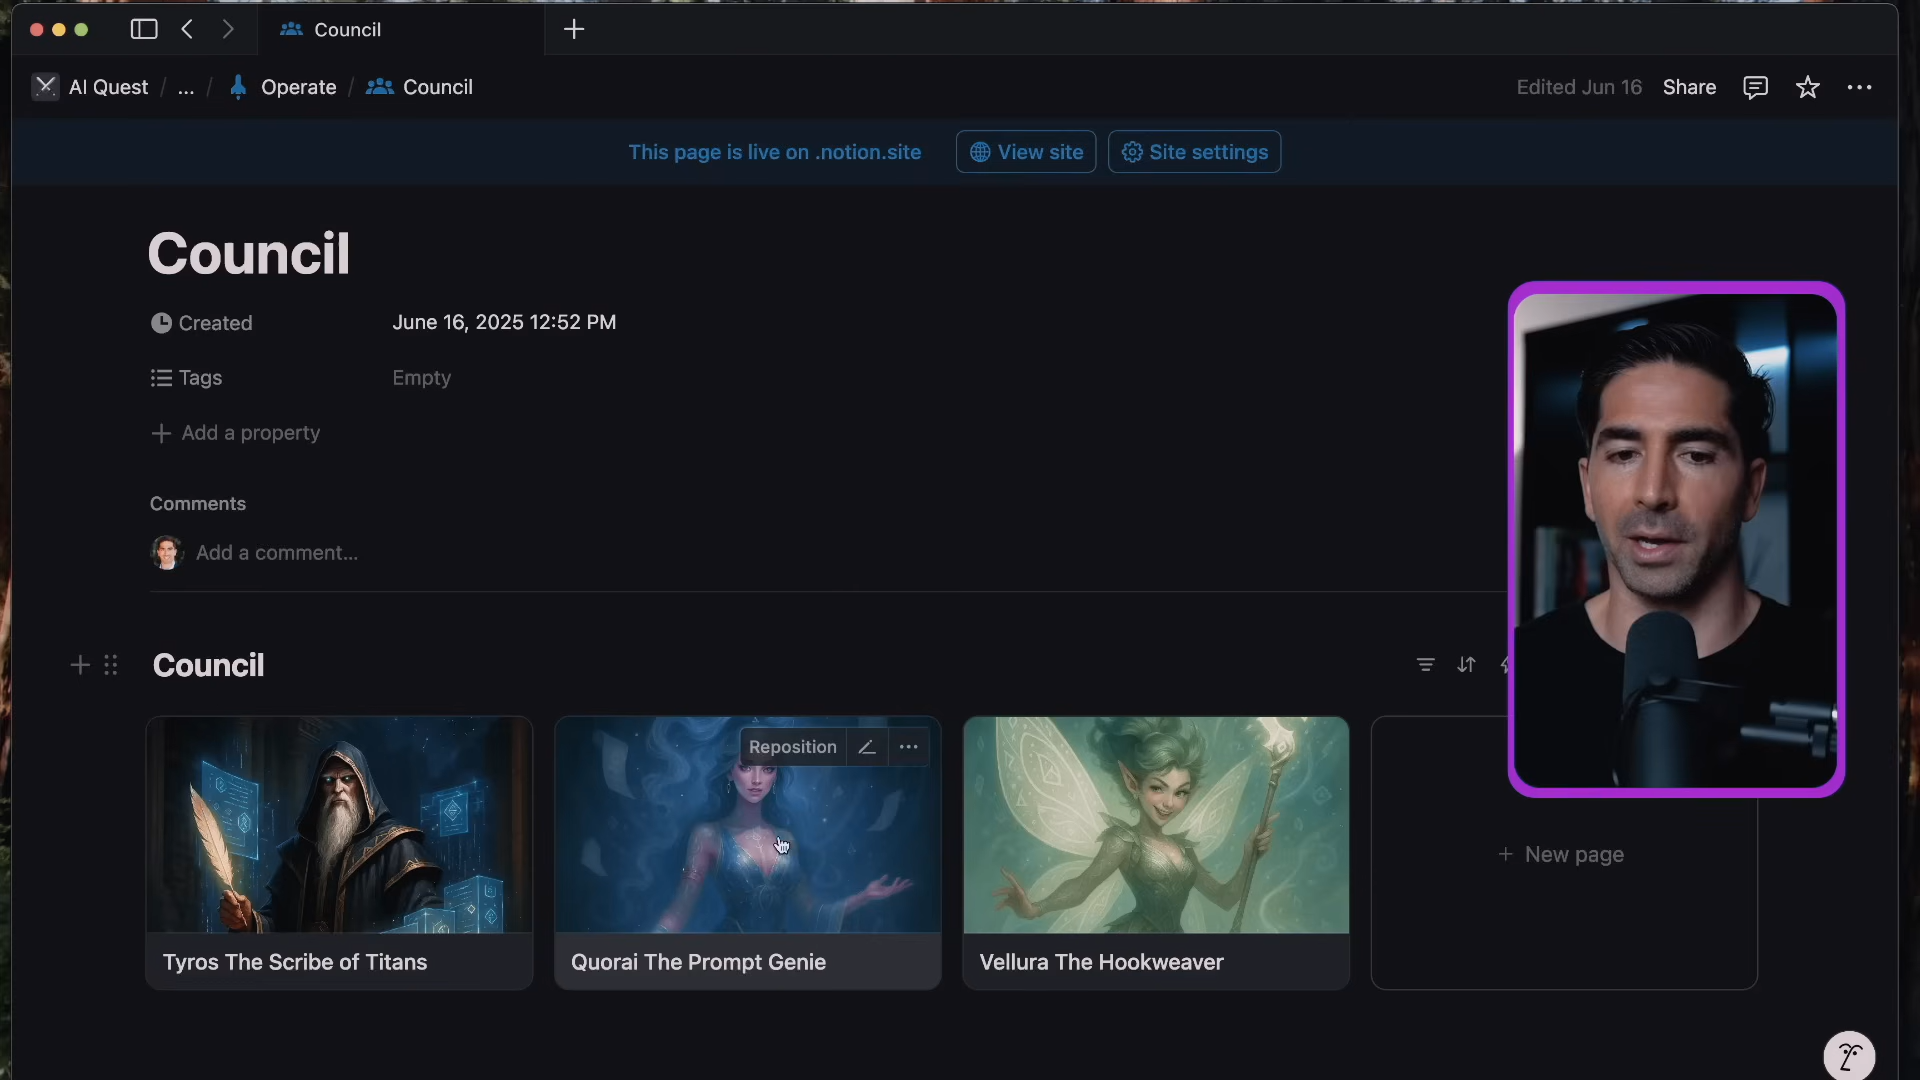 Council
AI Quest / ... / Operate / Council
Edited Jun 16 Share
This page is live on .notion.site
View site
Site settings
Council
Created June 16, 2025 12:52 PM
Tags Empty
Add a property
Comments
Add a comment...
Council
Reposition
New page
Tyros The Scribe of Titans
Quorai The Prompt Genie
Vellura The Hookweaver